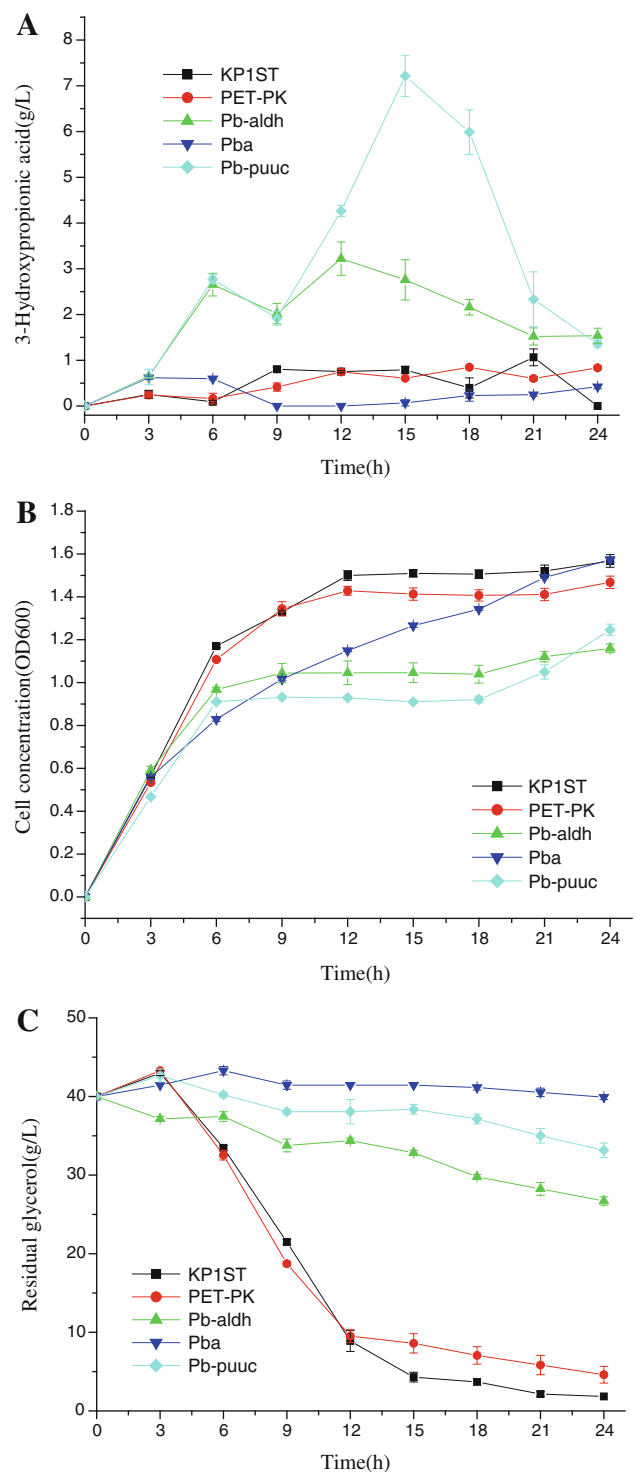 A
8
7
6
5
4
3
2
1
0
3-Hydroxypropionic acid(g/L)
KP1ST
PET-PK
Pb-aldh
Pba
Pb-puuc
0 3 6 9 12 15 18 21 24
Time(h)
B
1.8
1.6
1.4
1.2
1.0
0.8
0.6
0.4
0.2
0.0
Cell concentration(OD600)
KP1ST
PET-PK
Pb-aldh
Pba
Pb-puuc
0 3 6 9 12 15 18 21 24
Time(h)
C
50
40
30
20
10
0
Residual glycerol(g/L)
KP1ST
PET-PK
Pb-aldh
Pba
Pb-puuc
0 3 6 9 12 15 18 21 24
Time(h)